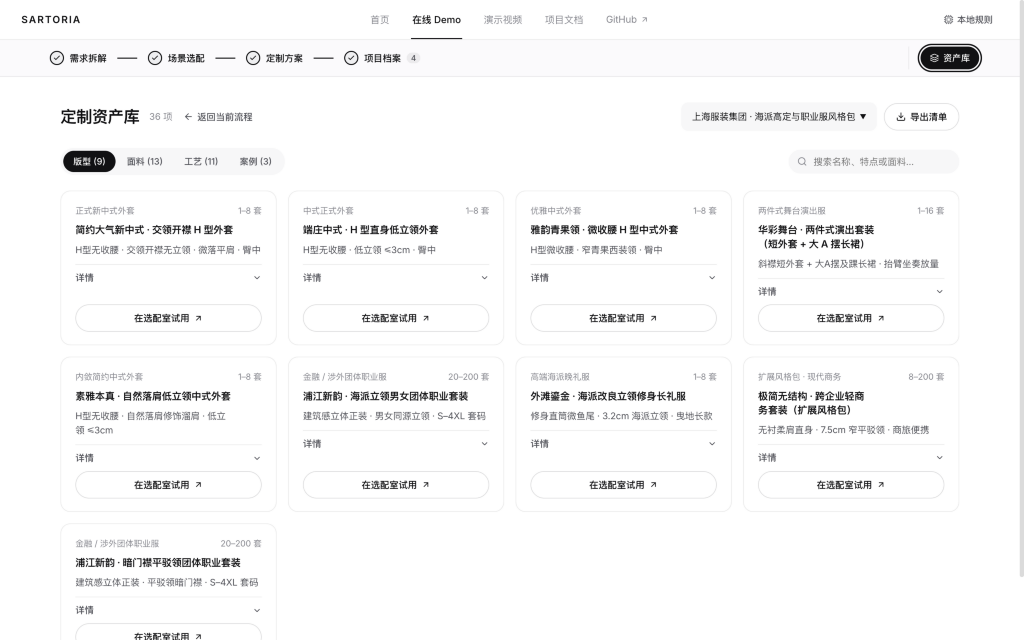 SARTORIA
首页
在线 Demo
演示视频
项目文档
GitHub ↗
本地规则
需求拆解
场景选配
定制方案
项目档案 4
资产库
定制资产库 36 项 ← 返回当前流程
上海服装集团 · 海派高定与职业服风格包 ▼
导出清单
版型 (9)
面料 (13)
工艺 (11)
案例 (3)
搜索名称、特点或面料...
正式新中式外套 1–8 套
简约大气新中式 · 交领开襟 H 型外套
H型无收腰 · 交领开襟无立领 · 微落平肩 · 臀中
详情
在选配室试用 ↗
中式正式外套 1–8 套
端庄中式 · H 型直身低立领外套
H型无收腰 · 低立领 ≤3cm · 臀中
详情
在选配室试用 ↗
优雅中式外套 1–8 套
雅韵青果领 · 微收腰 H 型中式外套
H型微收腰 · 窄青果西装领 · 臀中
详情
在选配室试用 ↗
两件式舞台演出服 1–16 套
华彩舞台 · 两件式演出套装
（短外套 + 大 A 摆长裙）
斜襟短外套 + 大A摆及踝长裙 · 抬臂坐奏放量
详情
在选配室试用 ↗
内敛简约中式外套 1–8 套
素雅本真 · 自然落肩低立领中式外套
H型无收腰 · 自然落肩修饰溜肩 · 低立
领 ≤3cm
详情
在选配室试用 ↗
金融 / 涉外团体职业服 20–200 套
浦江新韵 · 海派立领男女团体职业套装
建筑感立体正装 · 男女同源立领 · S–4XL 套码
详情
在选配室试用 ↗
高端海派晚礼服 1–8 套
外滩鎏金 · 海派改良立领修身长礼服
修身直筒微鱼尾 · 3.2cm 海派立领 · 曳地长款
详情
在选配室试用 ↗
扩展风格包 · 现代商务 8–200 套
极简无结构 · 跨企业轻商
务套装（扩展风格包）
无衬柔肩直身 · 7.5cm 窄平驳领 · 商旅便携
详情
在选配室试用 ↗
金融 / 涉外团体职业服 20–200 套
浦江新韵 · 暗门襟平驳领团体职业套装
建筑感立体正装 · 平驳领暗门襟 · S–4XL 套码
详情
在选配室试用 ↗